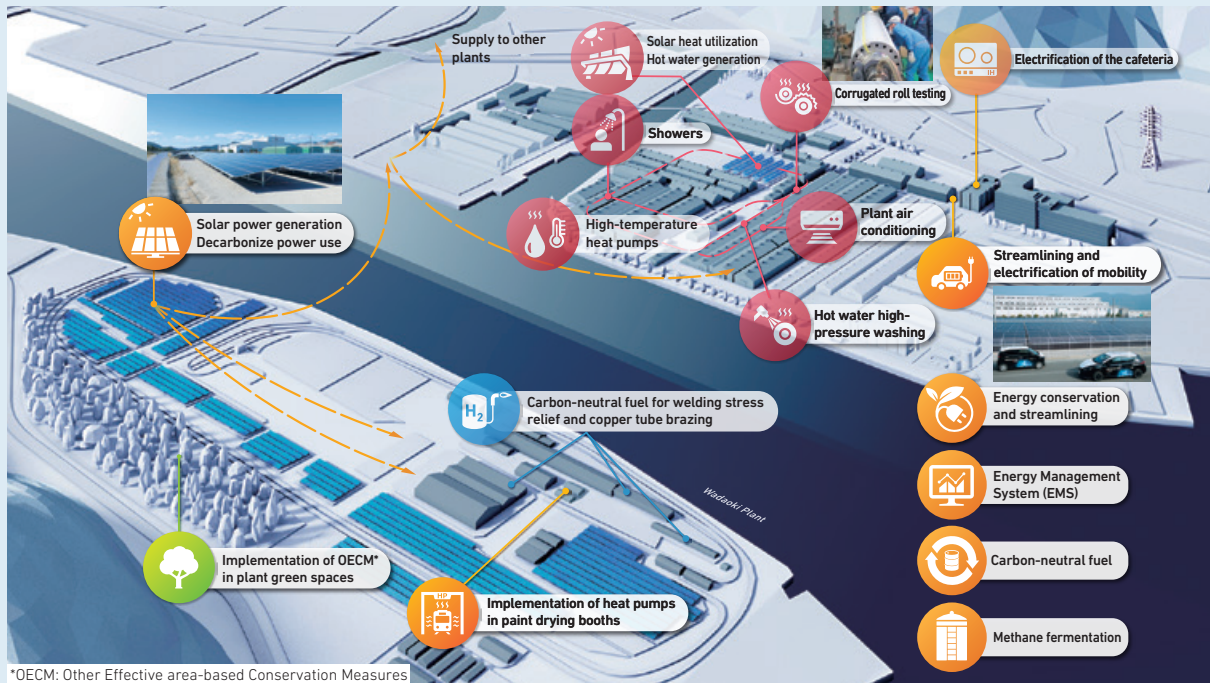 Supply to other
plants
Solar heat utilization
Hot water generation
Corrugated roll testing
IH
Electrification of the cafeteria
Showers
Solar power generation
Decarbonize power use
High-temperature
heat pumps
Plant air
conditioning
Streamlining and
electrification of mobility
Hot water high-
pressure washing
H₂
Carbon-neutral fuel for welding stress
relief and copper tube brazing
Energy conservation
and streamlining
Energy Management
System (EMS)
Wadaoki Plant
Implementation of OECM*
in plant green spaces
Carbon-neutral fuel
HP
Implementation of heat pumps
in paint drying booths
Methane fermentation
*OECM: Other Effective area-based Conservation Measures